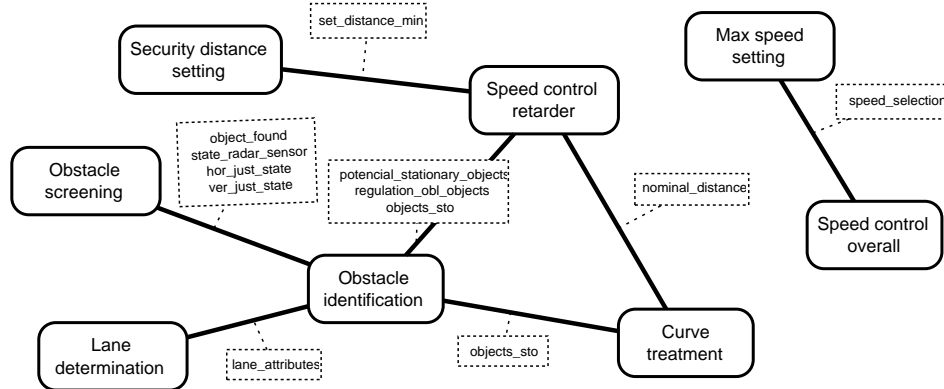 set_distance_min
Security distance
setting
Max speed
setting
Speed control
retarder
speed_selection
object_found
state_radar_sensor
hor_just_state
ver_just_state
Obstacle
screening
potencial_stationary_objects
regulation_obl_objects
objects_sto
nominal_distance
Speed control
overall
Obstacle
identification
Lane
determination
lane_attributes
objects_sto
Curve
treatment